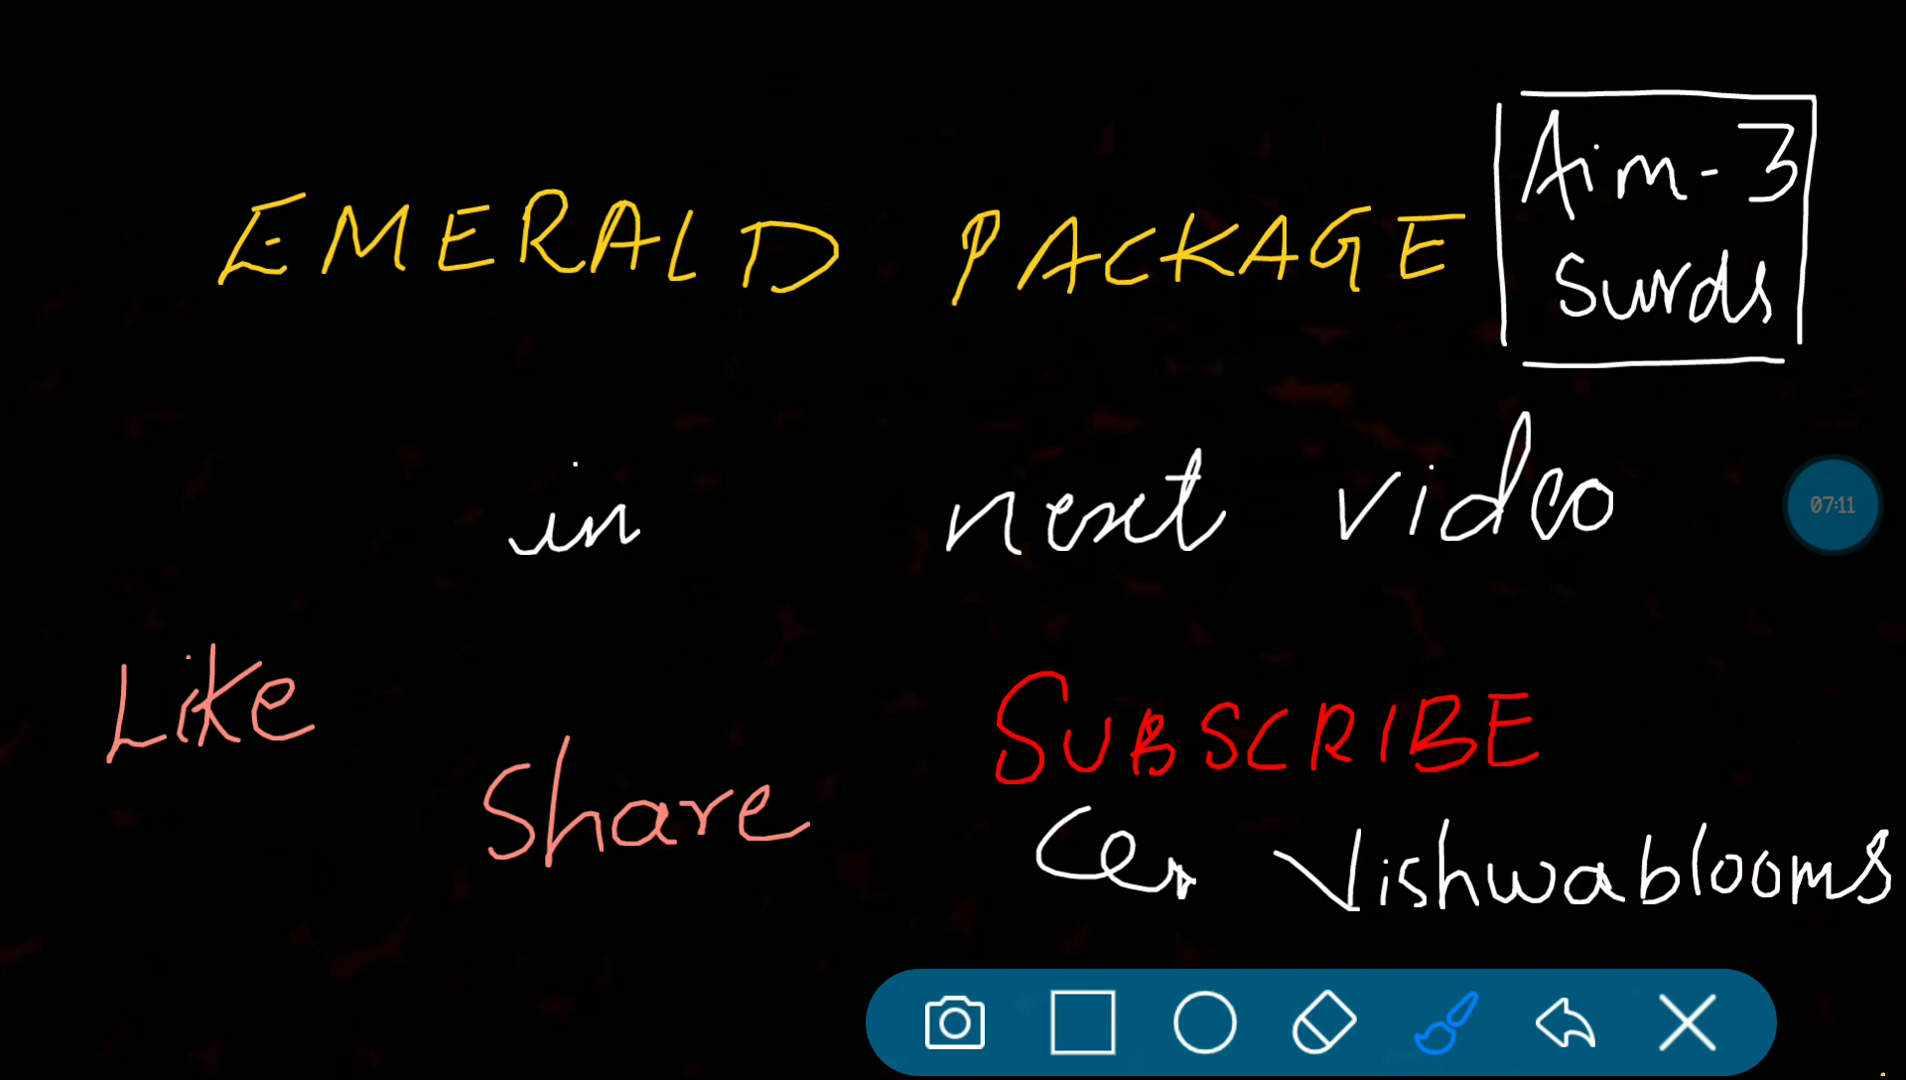 EMERALD PACKAGE
Aim-3
Surds
in next video
07:11
Like
Share
SUBSCRIBE
Vishwablooms